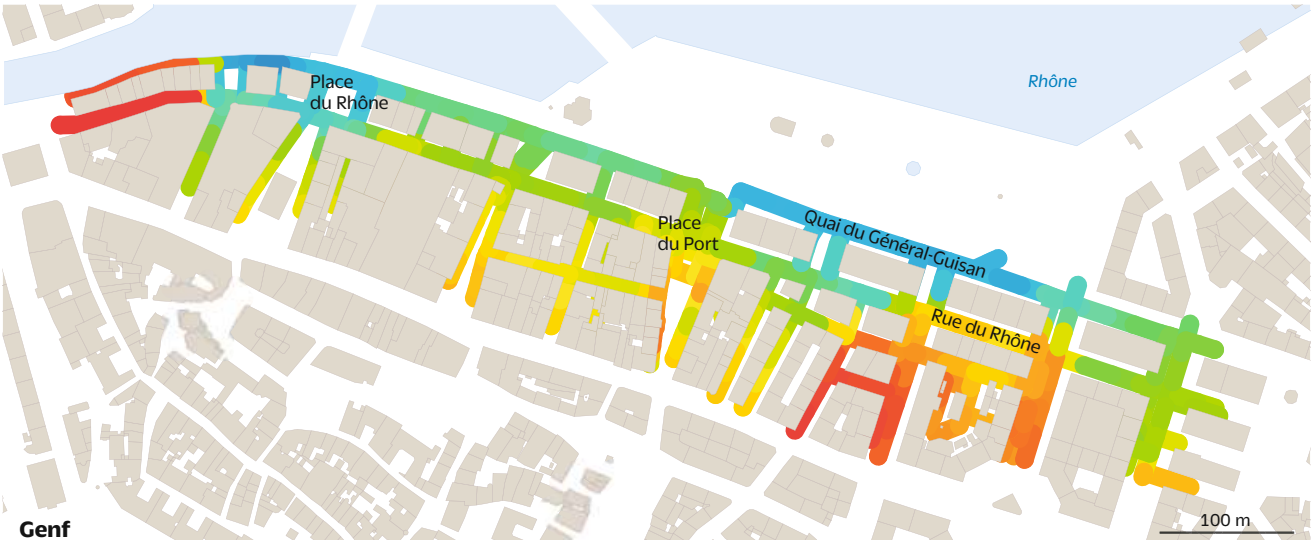 Place
du Rhône
Rhône
Place
du Port
Quai du Général-Guisan
Rue du Rhône
Genf
100 m